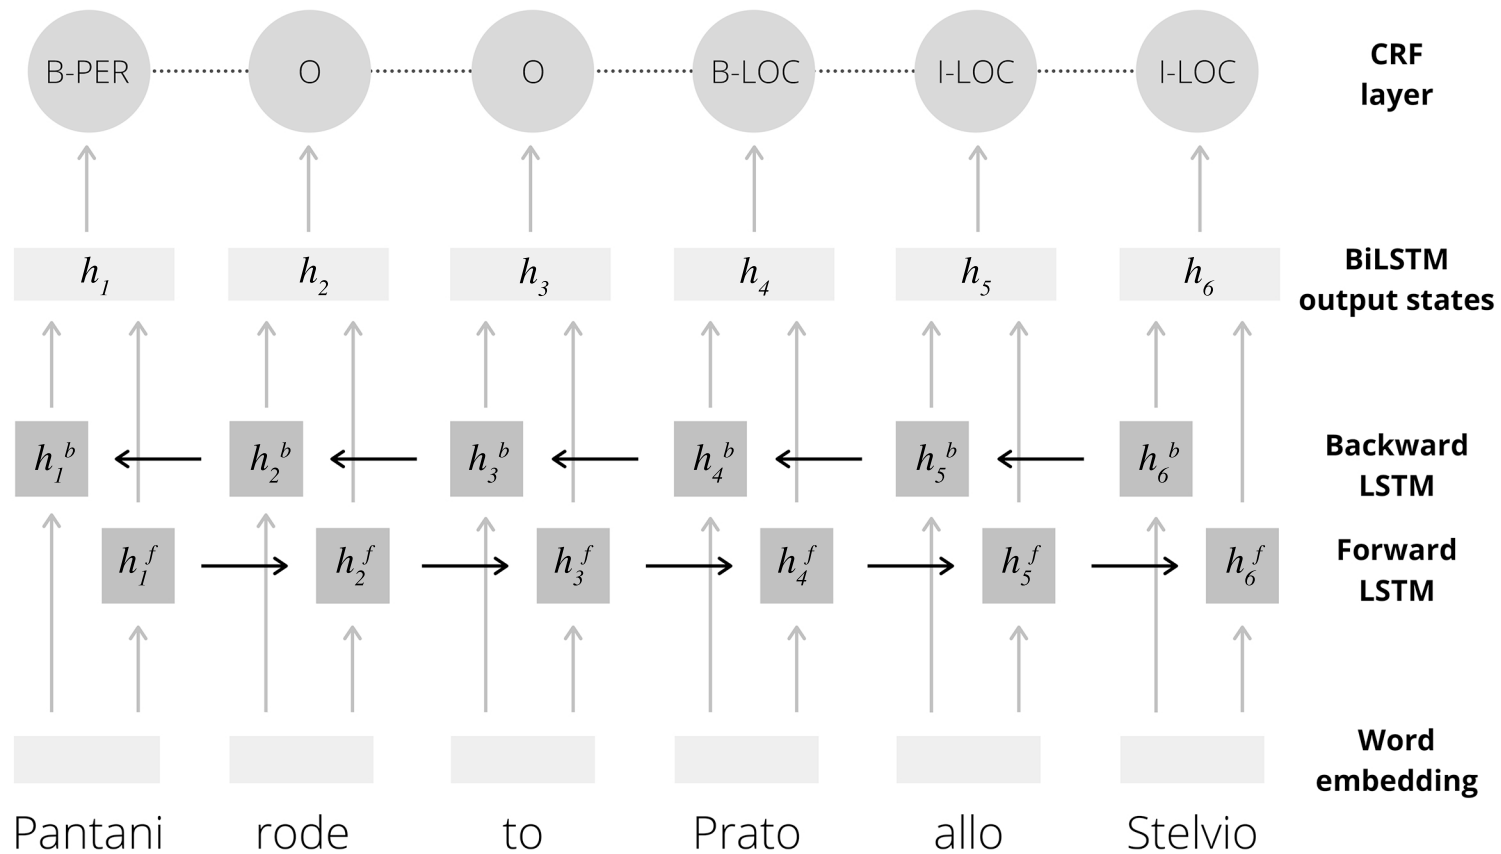 B-PER O O B-LOC I-LOC I-LOC CRF
layer
h1 h2 h3 h4 h5 h6 BiLSTM
output states
h1b h2b h3b h4b h5b h6b Backward
LSTM
h1f h2f h3f h4f h5f h6f Forward
LSTM
Word
embedding
Pantani rode to Prato allo Stelvio